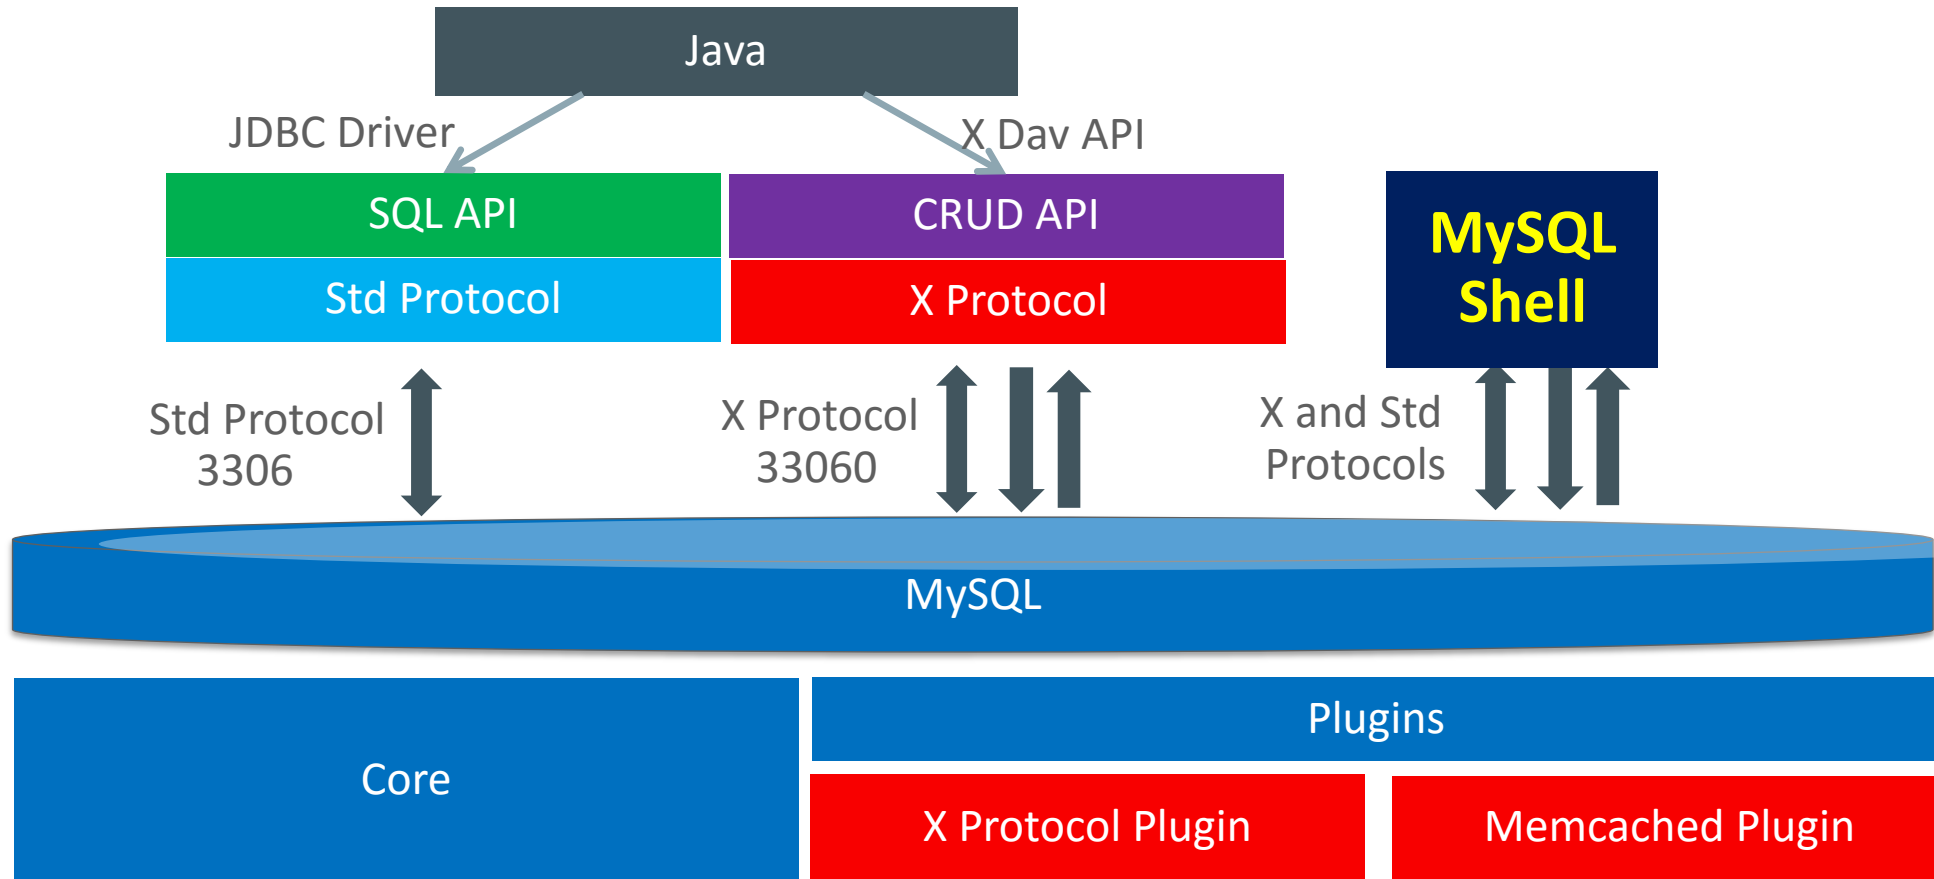 Java
JDBC Driver
X Dav API
SQL API
CRUD API
Std Protocol
X Protocol
MySQL
Shell
Std Protocol
3306
X Protocol
33060
X and Std
Protocols
MySQL
Core
Plugins
X Protocol Plugin
Memcached Plugin